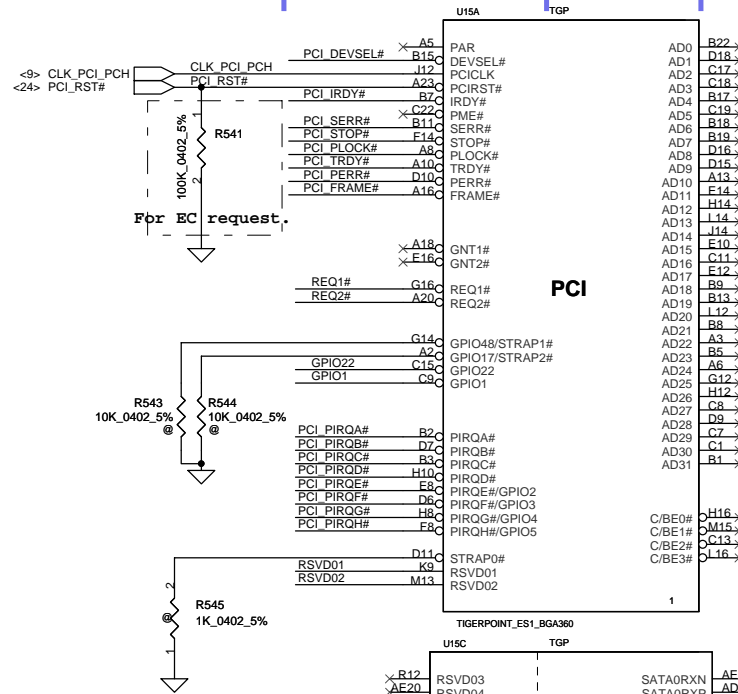 U15A TGP
A5 PAR
PCI_DEVSEL# B15 DEVSEL#
<9> CLK_PCI_PCH CLK_PCI_PCH J12 PCICLK
<24> PCI_RST# PCI_RST# A23 PCIRST#
PCI_IRDY# B7 IRDY#
C22 PME#
PCI_SERR# B11 SERR#
PCI_STOP# F14 STOP#
PCI_PLOCK# A8 PLOCK#
PCI_TRDY# A10 TRDY#
PCI_PERR# D10 PERR#
PCI_FRAME# A16 FRAME#
1
R541
100K_0402_5%
2
For EC request.
A18 GNT1#
E16 GNT2#
REQ1# G16 REQ1#
REQ2# A20 REQ2#
G14 GPIO48/STRAP1#
A2 GPIO17/STRAP2#
GPIO22 C15 GPIO22
GPIO1 C9 GPIO1
R543 R544
10K_0402_5% 10K_0402_5%
@ @
PCI_PIRQA# B2 PIRQA#
PCI_PIRQB# D7 PIRQB#
PCI_PIRQC# B3 PIRQC#
PCI_PIRQD# H10 PIRQD#
PCI_PIRQE# E8 PIRQE#/GPIO2
PCI_PIRQF# D6 PIRQF#/GPIO3
PCI_PIRQG# H8 PIRQG#/GPIO4
PCI_PIRQH# F8 PIRQH#/GPIO5
D11 STRAP0#
RSVD01 K9 RSVD01
RSVD02 M13 RSVD02
2
R545
@ 1K_0402_5%
1
PCI
AD0 B22
AD1 D18
AD2 C17
AD3 C18
AD4 B17
AD5 C19
AD6 B18
AD7 B19
AD8 D16
AD9 D15
AD10 A13
AD11 E14
AD12 H14
AD13 L14
AD14 J14
AD15 E10
AD16 C11
AD17 E12
AD18 B9
AD19 B13
AD20 L12
AD21 B8
AD22 A3
AD23 B5
AD24 A6
AD25 G12
AD26 H12
AD27 C8
AD28 D9
AD29 C7
AD30 C1
AD31 B1
C/BE0# H16
C/BE1# M15
C/BE2# C13
C/BE3# L16
1
TIGERPOINT_ES1_BGA360
U15C TGP
R12 RSVD03 SATA0RXN AE
AE20 RSVD04 SATA0RXP AD